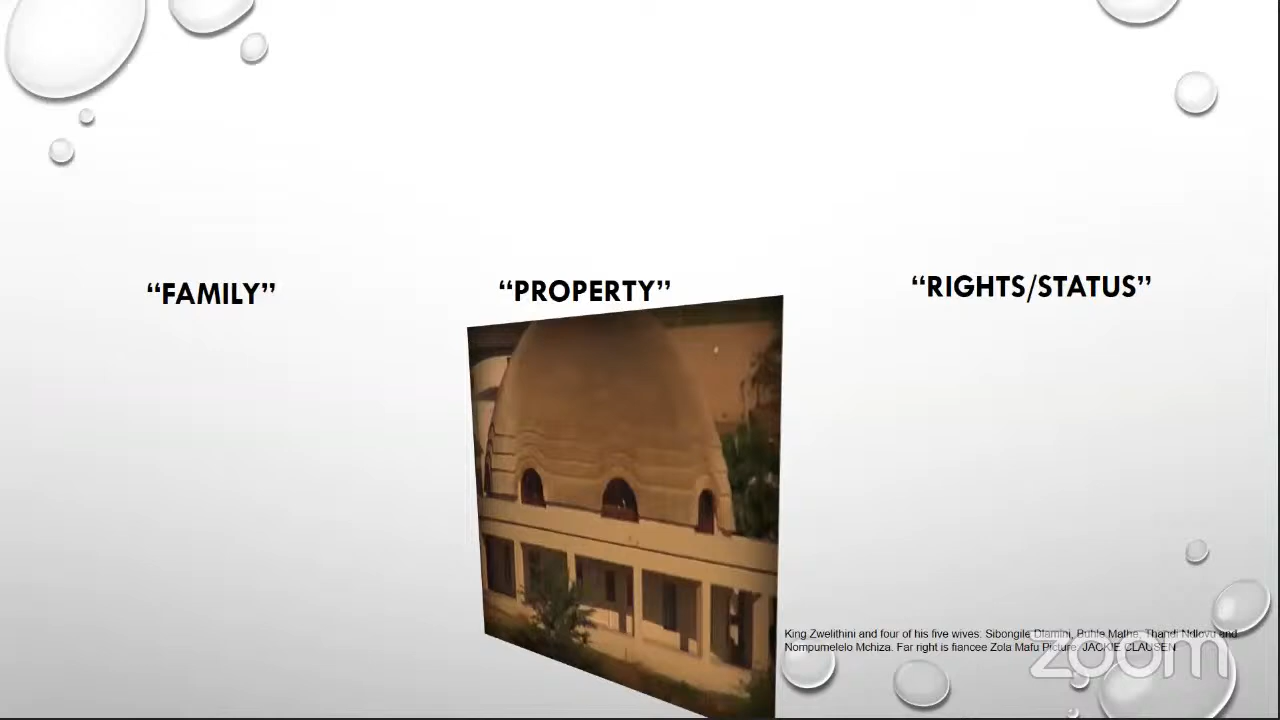 “FAMILY”
“PROPERTY”
“RIGHTS/STATUS”
King Zwelithini and four of his five wives: Sibongile Dlamini, Buhle Mathe, Thandi Ndlovu and
Nompumelelo Mchiza. Far right is fiancee Zola Mafu Picture: JACKIE CLAUSEN
zoom